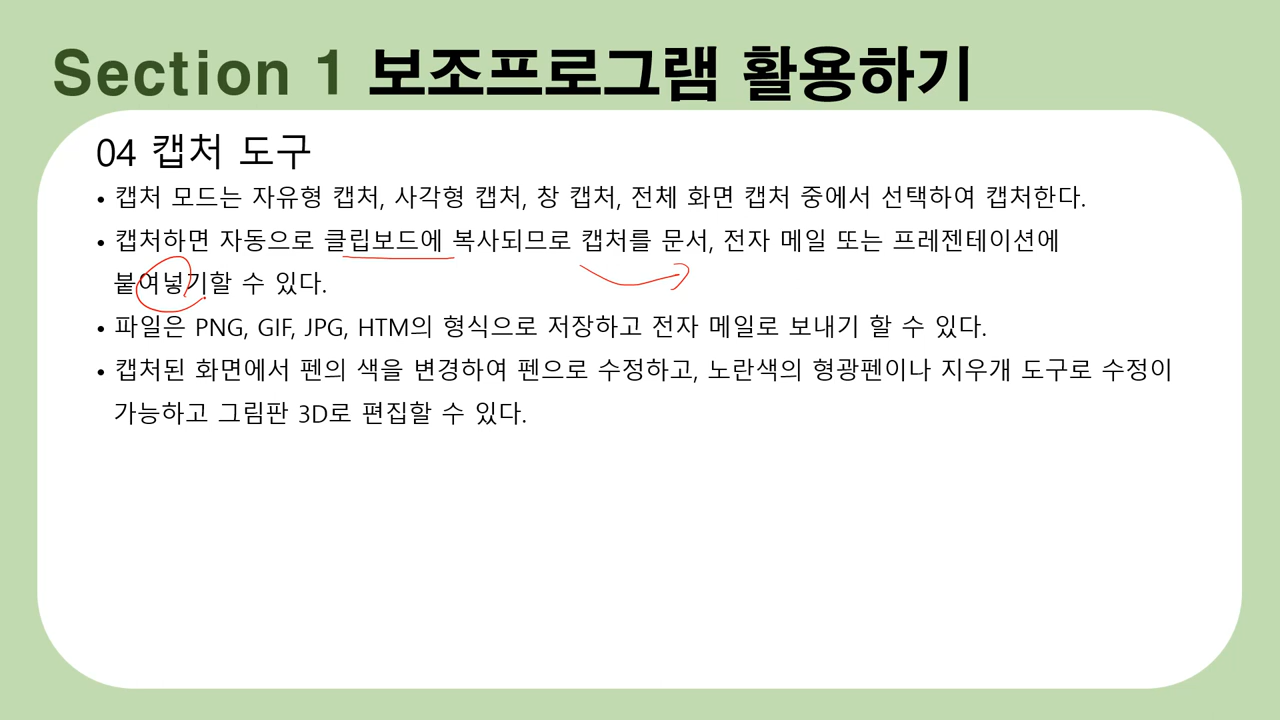 Section 1 보조프로그램 활용하기
04 캡처 도구
• 캡처 모드는 자유형 캡처, 사각형 캡처, 창 캡처, 전체 화면 캡처 중에서 선택하여 캡처한다.
• 캡처하면 자동으로 클립보드에 복사되므로 캡처를 문서, 전자 메일 또는 프레젠테이션에
붙여넣기할 수 있다.
• 파일은 PNG, GIF, JPG, HTM의 형식으로 저장하고 전자 메일로 보내기 할 수 있다.
• 캡처된 화면에서 펜의 색을 변경하여 펜으로 수정하고, 노란색의 형광펜이나 지우개 도구로 수정이
가능하고 그림판 3D로 편집할 수 있다.